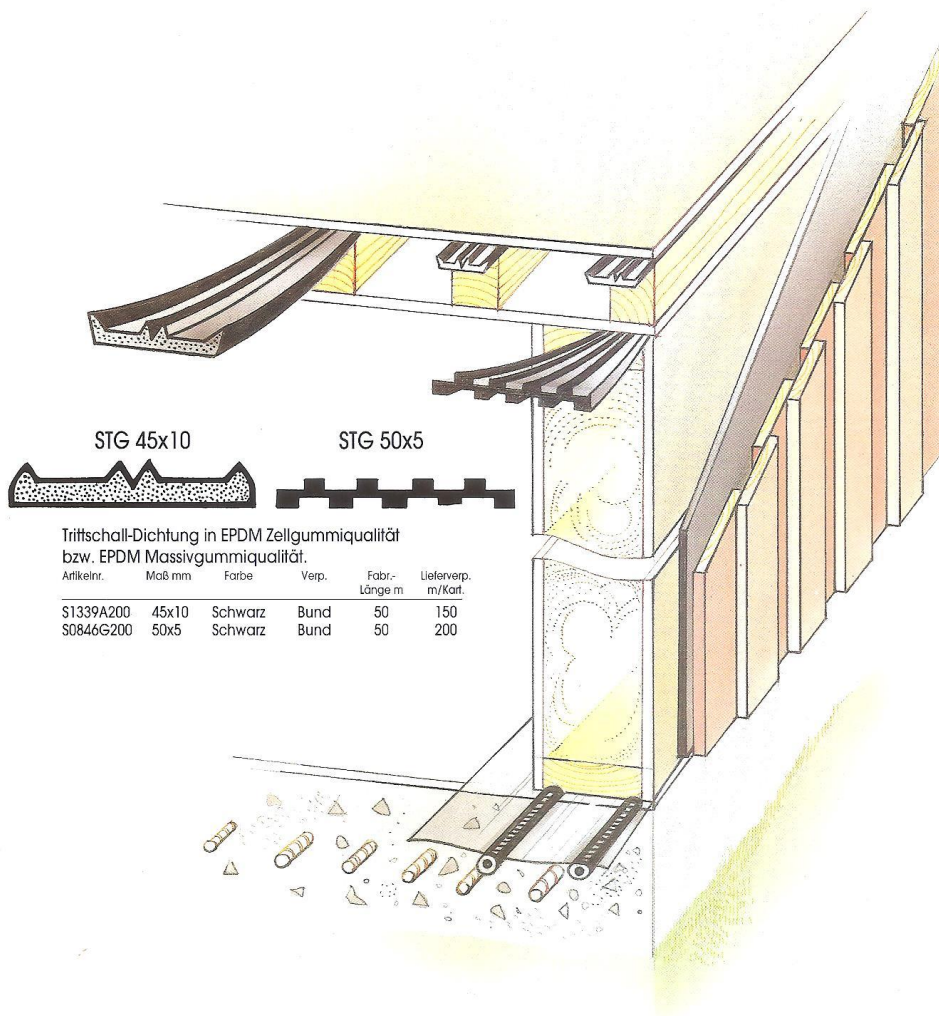 STG 45x10 STG 50x5
Trittschall-Dichtung in EPDM Zellgummiqualität
bzw. EPDM Massivgummiqualität.
Artikelnr. Maß mm Farbe Verp. Fabr.- Lieferverp.
Länge m m/Kart.
S1339A200 45x10 Schwarz Bund 50 150
S0846G200 50x5 Schwarz Bund 50 200